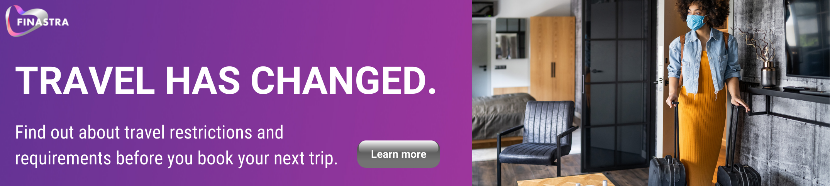 FINASTRA
TRAVEL HAS CHANGED.
Find out about travel restrictions and
requirements before you book your next trip.
Learn more